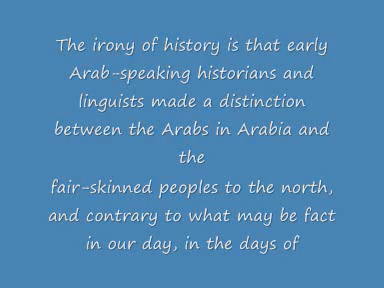 The irony of history is that early
Arab-speaking historians and
linguists made a distinction
between the Arabs in Arabia and
the
fair-skinned peoples to the north,
and contrary to what may be fact
in our day, in the days of